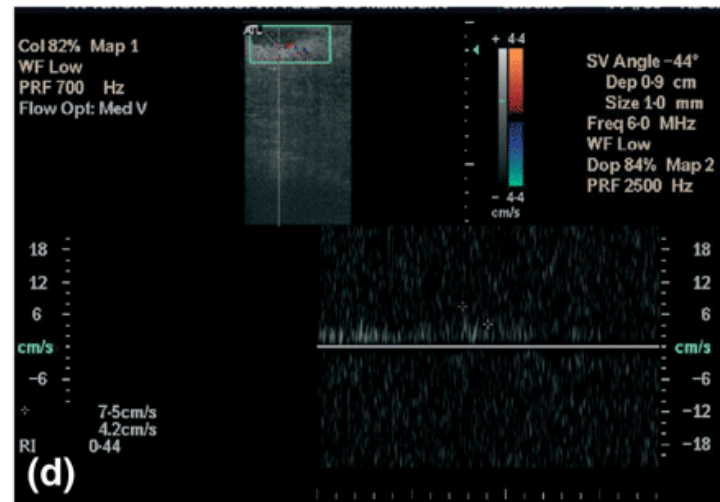 Col 82% Map 1
WF Low
PRF 700 Hz
Flow Opt: Med V
ATL
+ 4·4
- 4·4
cm/s
SV Angle -44°
Dep 0·9 cm
Size 1·0 mm
Freq 6·0 MHz
WF Low
Dop 84% Map 2
PRF 2500 Hz
18
12
6
cm/s
-6
18
12
6
cm/s
-6
-12
-18
7·5cm/s
4.2cm/s
RI 0·44
(d)